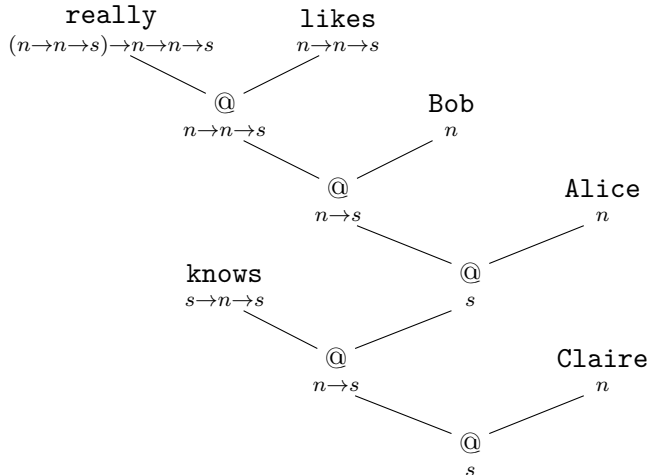 really likes
(n→n→s)→n→n→s n→n→s
@ Bob
n→n→s n
@ Alice
n→s n
knows @
s→n→s s
@ Claire
n→s n
@
s